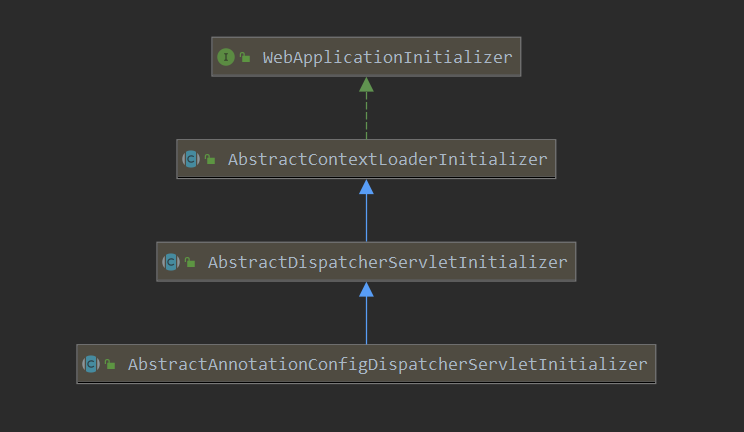 I WebApplicationInitializer
C AbstractContextLoaderInitializer
C AbstractDispatcherServletInitializer
C AbstractAnnotationConfigDispatcherServletInitializer